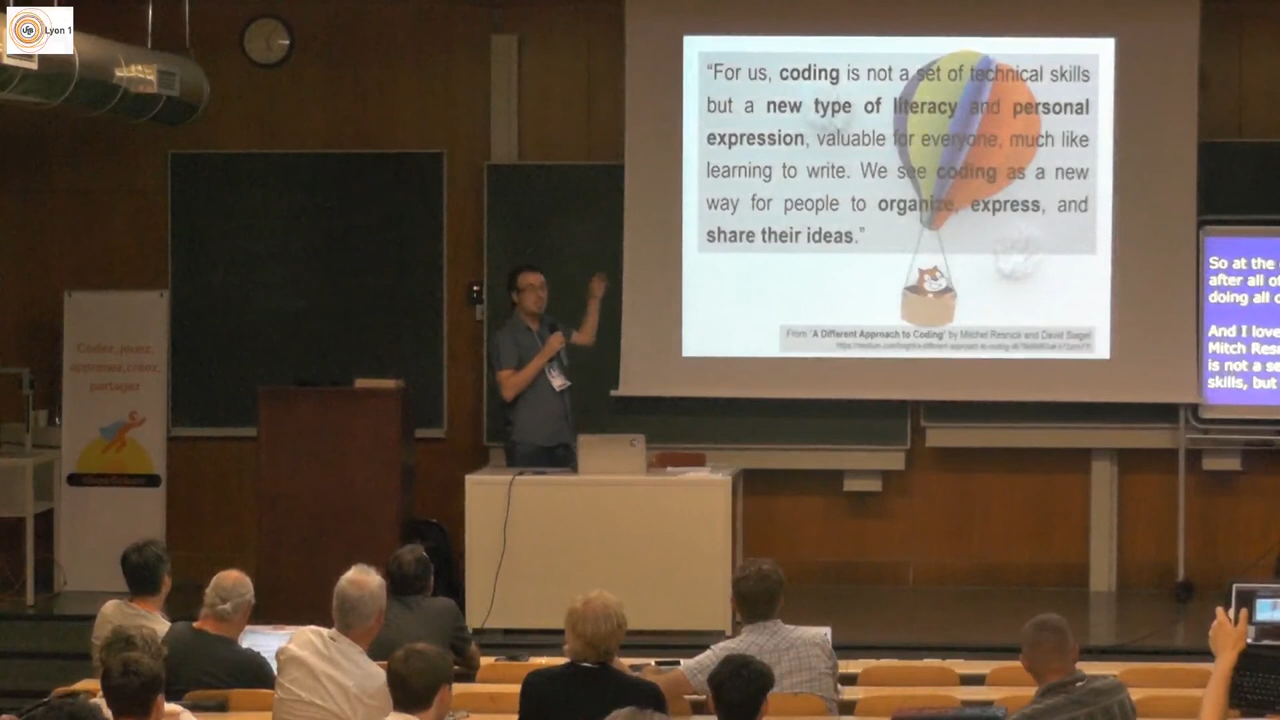 Lyon 1
“For us, coding is not a set of technical skills
but a new type of literacy and personal
expression, valuable for everyone, much like
learning to write. We see coding as a new
way for people to organize, express, and
share their ideas.”
From 'A Different Approach to Coding' by Mitchel Resnick and David Siegel
So at the
after all o
doing all
And I love
Mitch Res
is not a se
skills, but
Codez, jouez,
apprenez, créez,
partagez